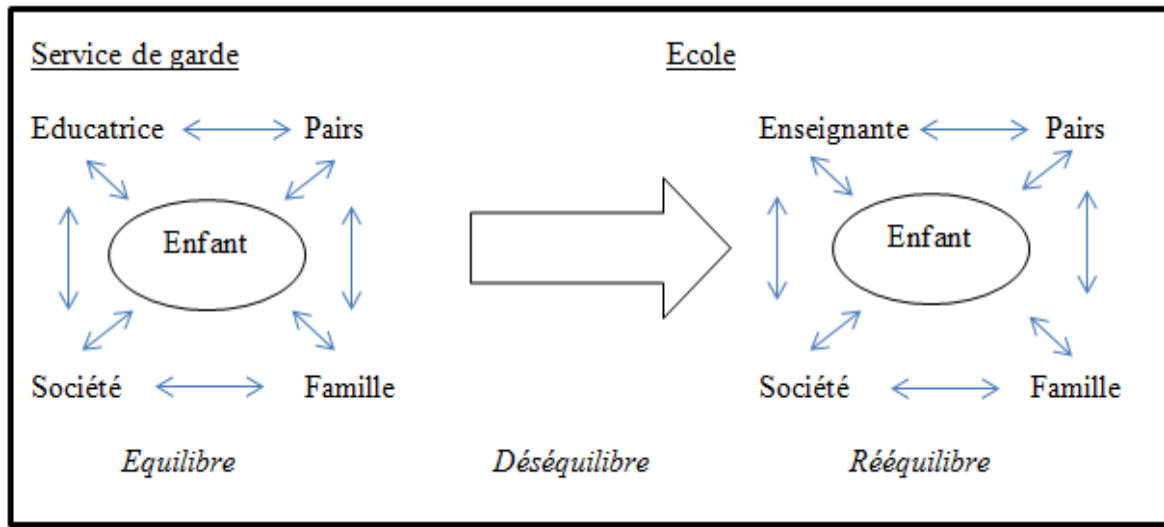 Service de garde Ecole
Educatrice Pairs Enseignante Pairs
Enfant Enfant
Société Famille Société Famille
Equilibre Déséquilibre Rééquilibre